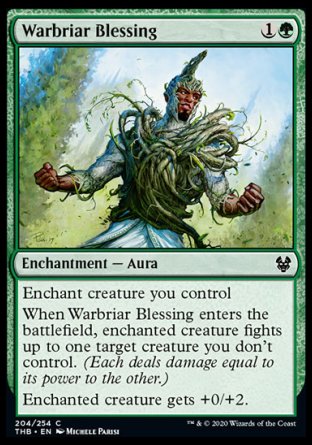 Warbriar Blessing 1
Enchantment — Aura
Enchant creature you control
When Warbriar Blessing enters the
battlefield, enchanted creature fights
up to one target creature you don't
control. (Each deals damage equal to
its power to the other.)
Enchanted creature gets +0/+2.
204/254 C
THB • EN Michele Parisi ™ & © 2020 Wizards of the Coast